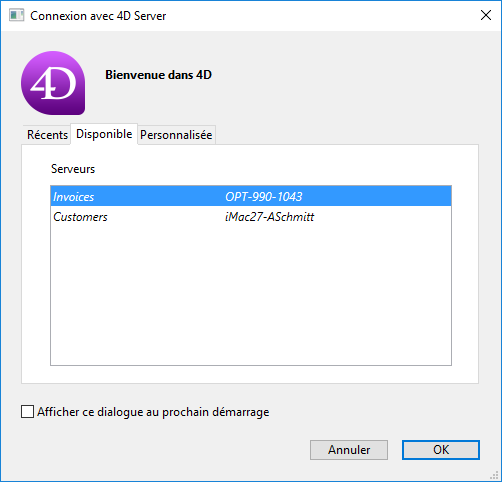 Connexion avec 4D Server
4D
Bienvenue dans 4D
Récents Disponible Personnalisée
Serveurs
Invoices OPT-990-1043
Customers iMac27-ASchmitt
Afficher ce dialogue au prochain démarrage
Annuler OK